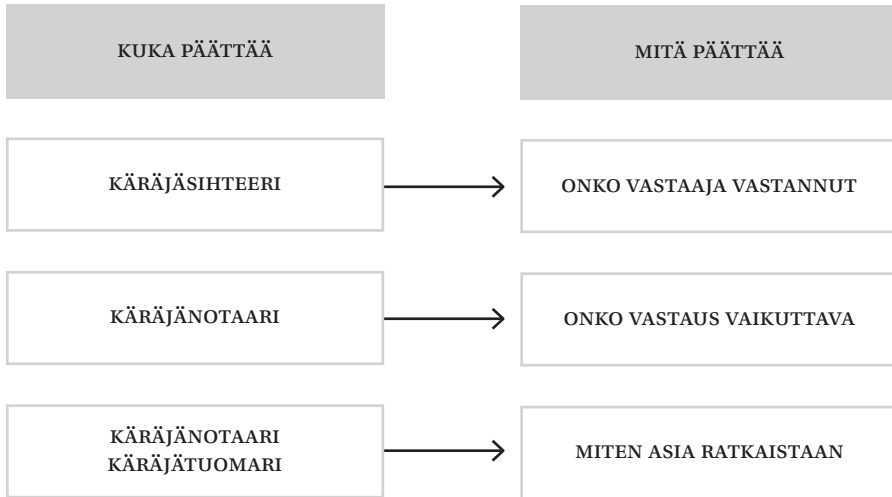 KUKA PÄÄTTÄÄ
MITÄ PÄÄTTÄÄ
KÄRÄJÄSIHTEERI
ONKO VASTAAJA VASTANNUT
KÄRÄJÄNOTAARI
ONKO VASTAUS VAIKUTTAVA
KÄRÄJÄNOTAARI
KÄRÄJÄTUOMARI
MITEN ASIA RATKAISTAAN